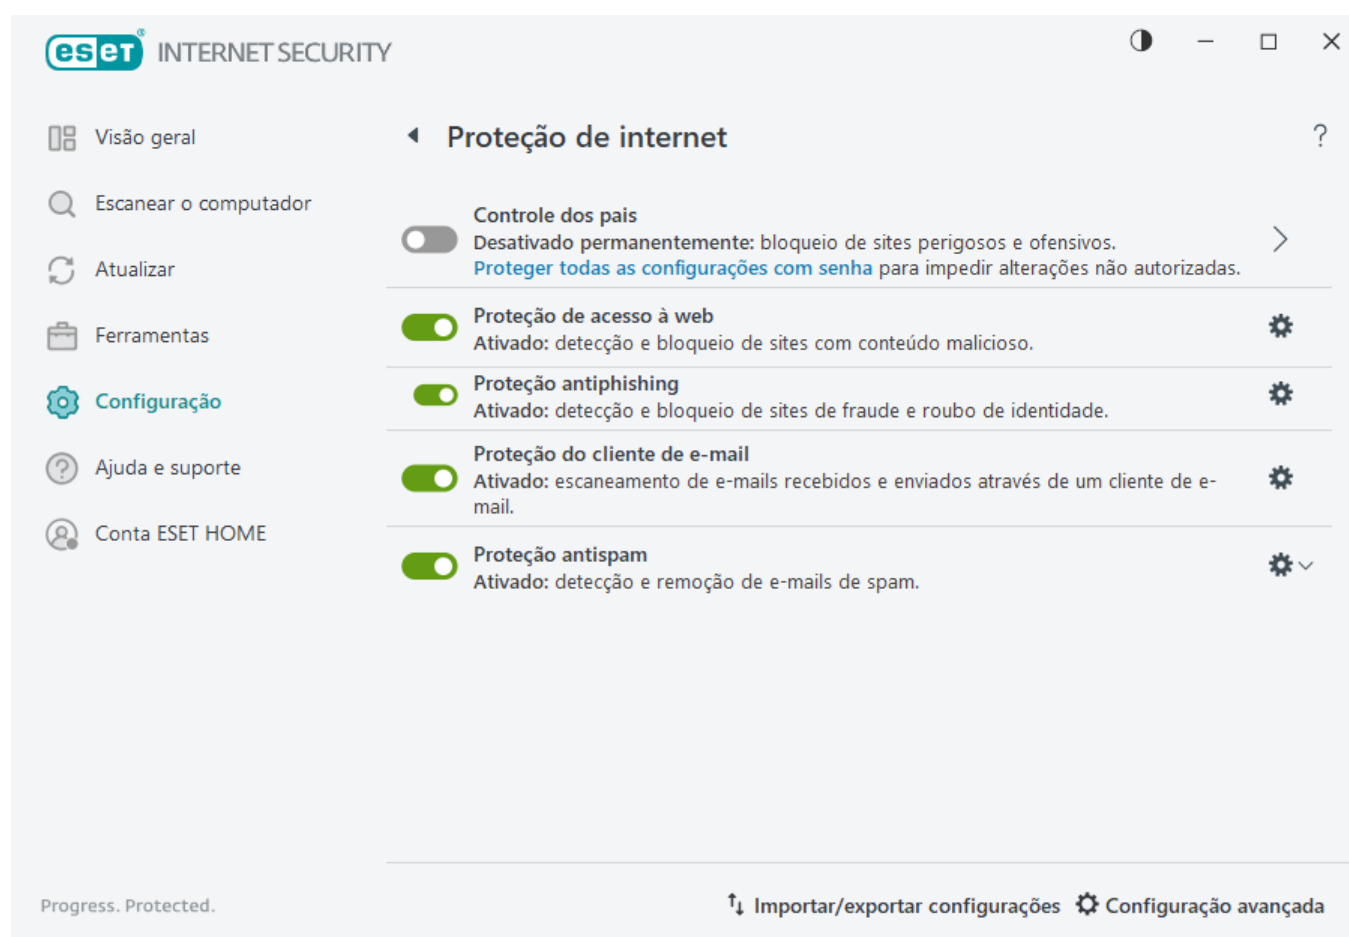 eset® INTERNET SECURITY
Visão geral
Escanear o computador
Atualizar
Ferramentas
Configuração
Ajuda e suporte
Conta ESET HOME
Proteção de internet
?
Controle dos pais
Desativado permanentemente: bloqueio de sites perigosos e ofensivos.
Proteger todas as configurações com senha para impedir alterações não autorizadas.
Proteção de acesso à web
Ativado: detecção e bloqueio de sites com conteúdo malicioso.
Proteção antiphishing
Ativado: detecção e bloqueio de sites de fraude e roubo de identidade.
Proteção do cliente de e-mail
Ativado: escaneamento de e-mails recebidos e enviados através de um cliente de e-
mail.
Proteção antispam
Ativado: detecção e remoção de e-mails de spam.
Progress. Protected.
Importar/exportar configurações
Configuração avançada